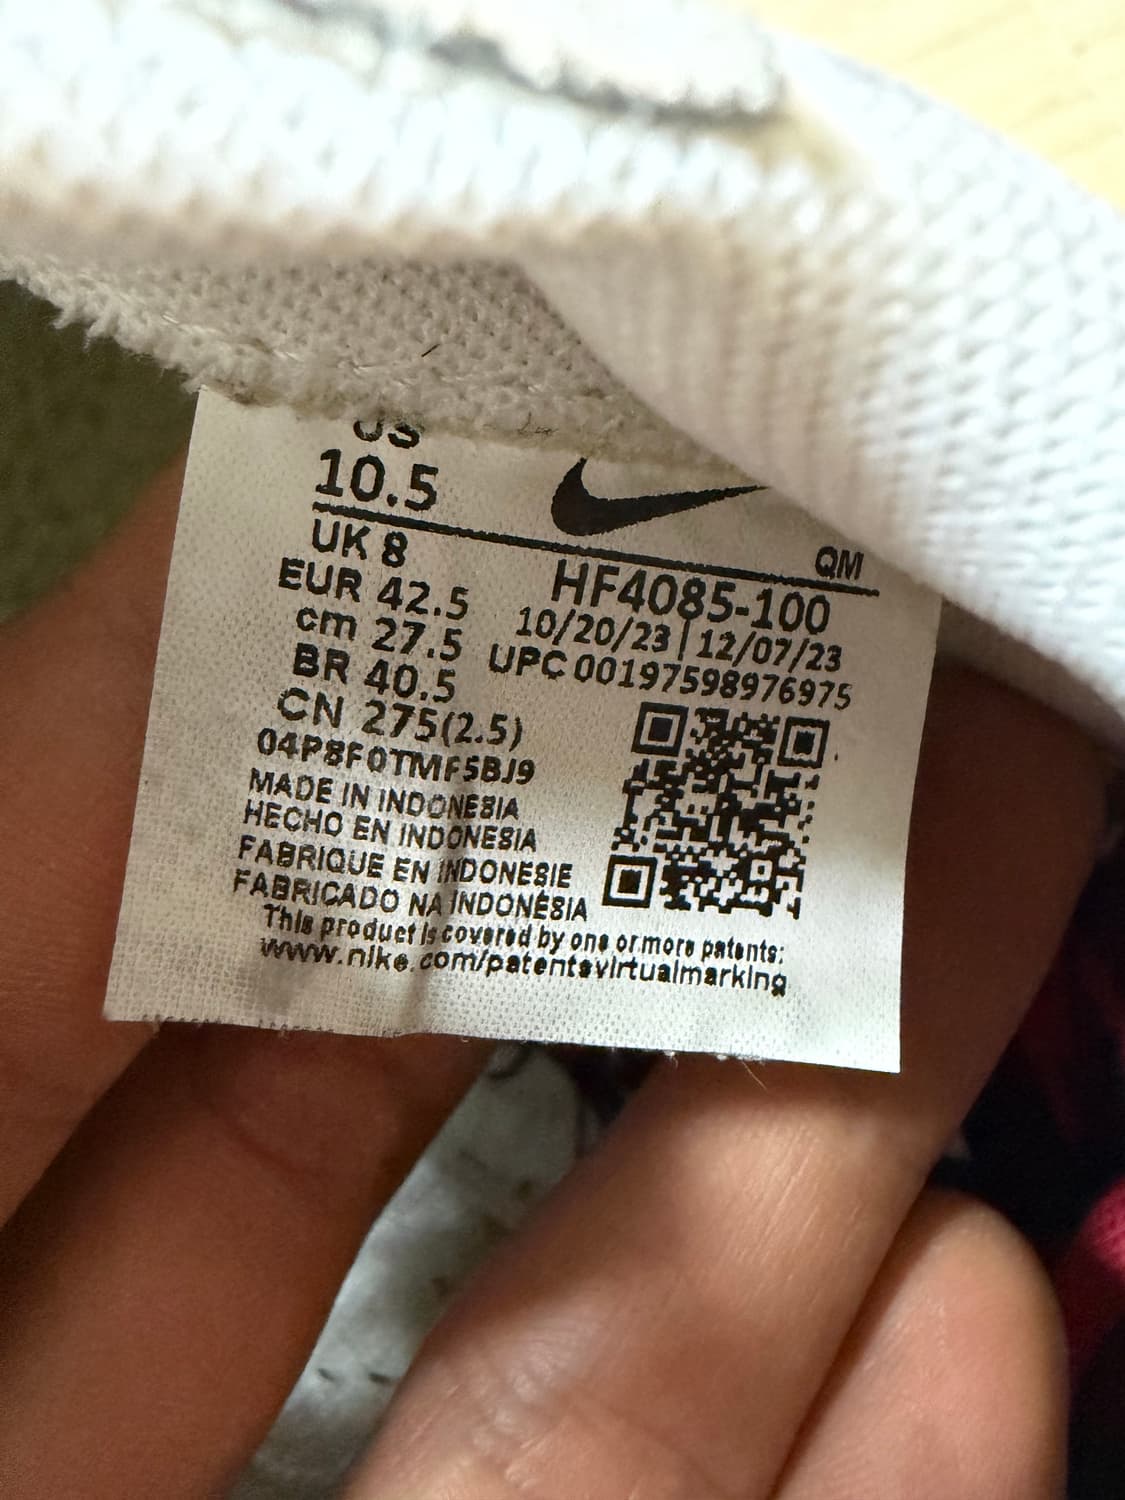 US
10.5
UK 8
EUR 42.5
cm 27.5
BR 40.5
CN 275(2.5)
04P8F0TMF5BJ9
MADE IN INDONESIA
HECHO EN INDONESIA
FABRIQUE EN INDONESIE
FABRICADO NA INDONÉSIA
QM
HF4085-100
10/20/23 | 12/07/23
UPC 00197598976975
This product is covered by one or more patents:
www.nike.com/patentsvirtualmarking